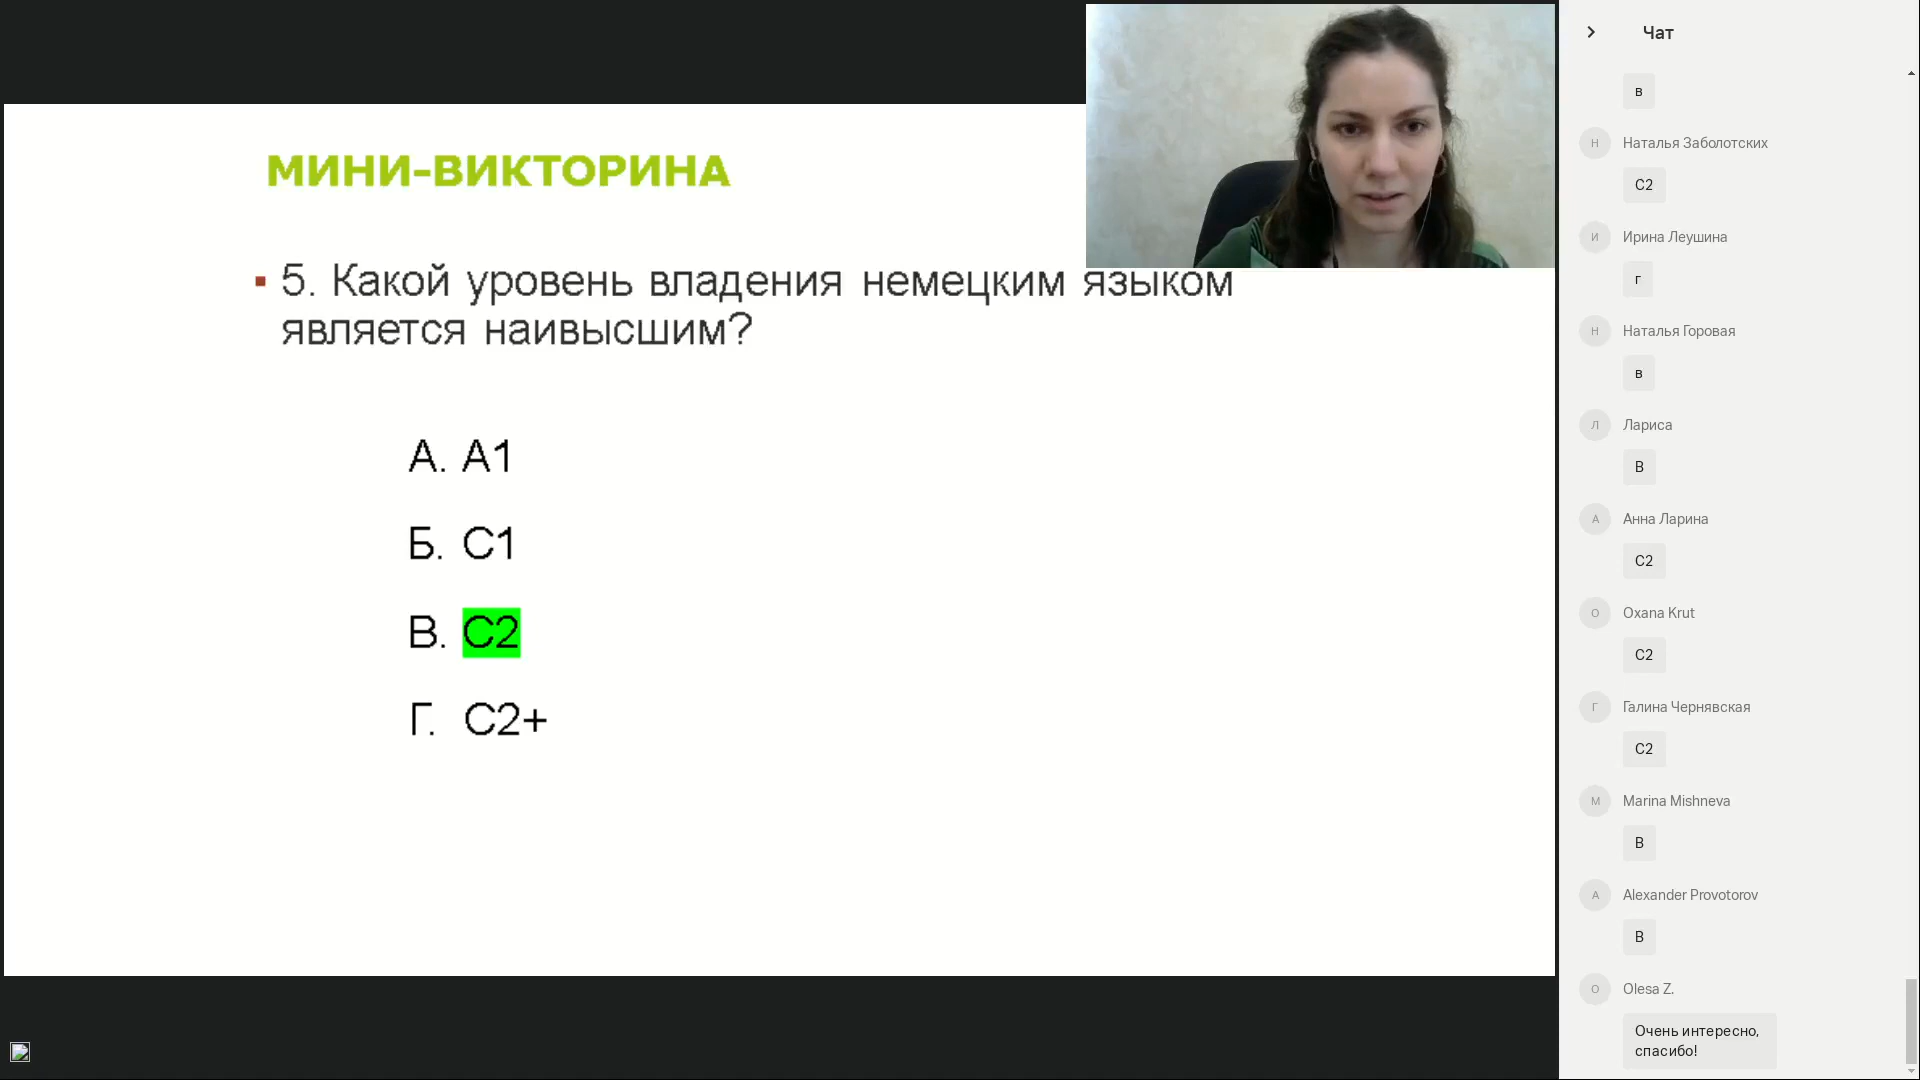 МИНИ-ВИКТОРИНА
5. Какой уровень владения немецким языком
является наивысшим?
А. А1
Б. С1
В. С2
Г. С2+
Чат
в
Н Наталья Заболотских
С2
И Ирина Леушина
г
Н Наталья Горовая
в
Л Лариса
В
А Анна Ларина
С2
O Oxana Krut
С2
Г Галина Чернявская
С2
M Marina Mishneva
В
A Alexander Provotorov
В
O Olesa Z.
Очень интересно,
спасибо!